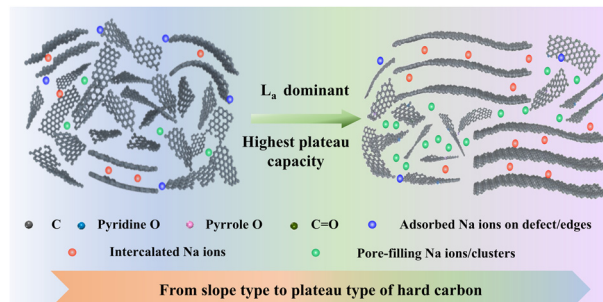 Lₐ dominant
Highest plateau
capacity
C Pyridine O Pyrrole O C=O Adsorbed Na ions on defect/edges
Intercalated Na ions Pore-filling Na ions/clusters
From slope type to plateau type of hard carbon